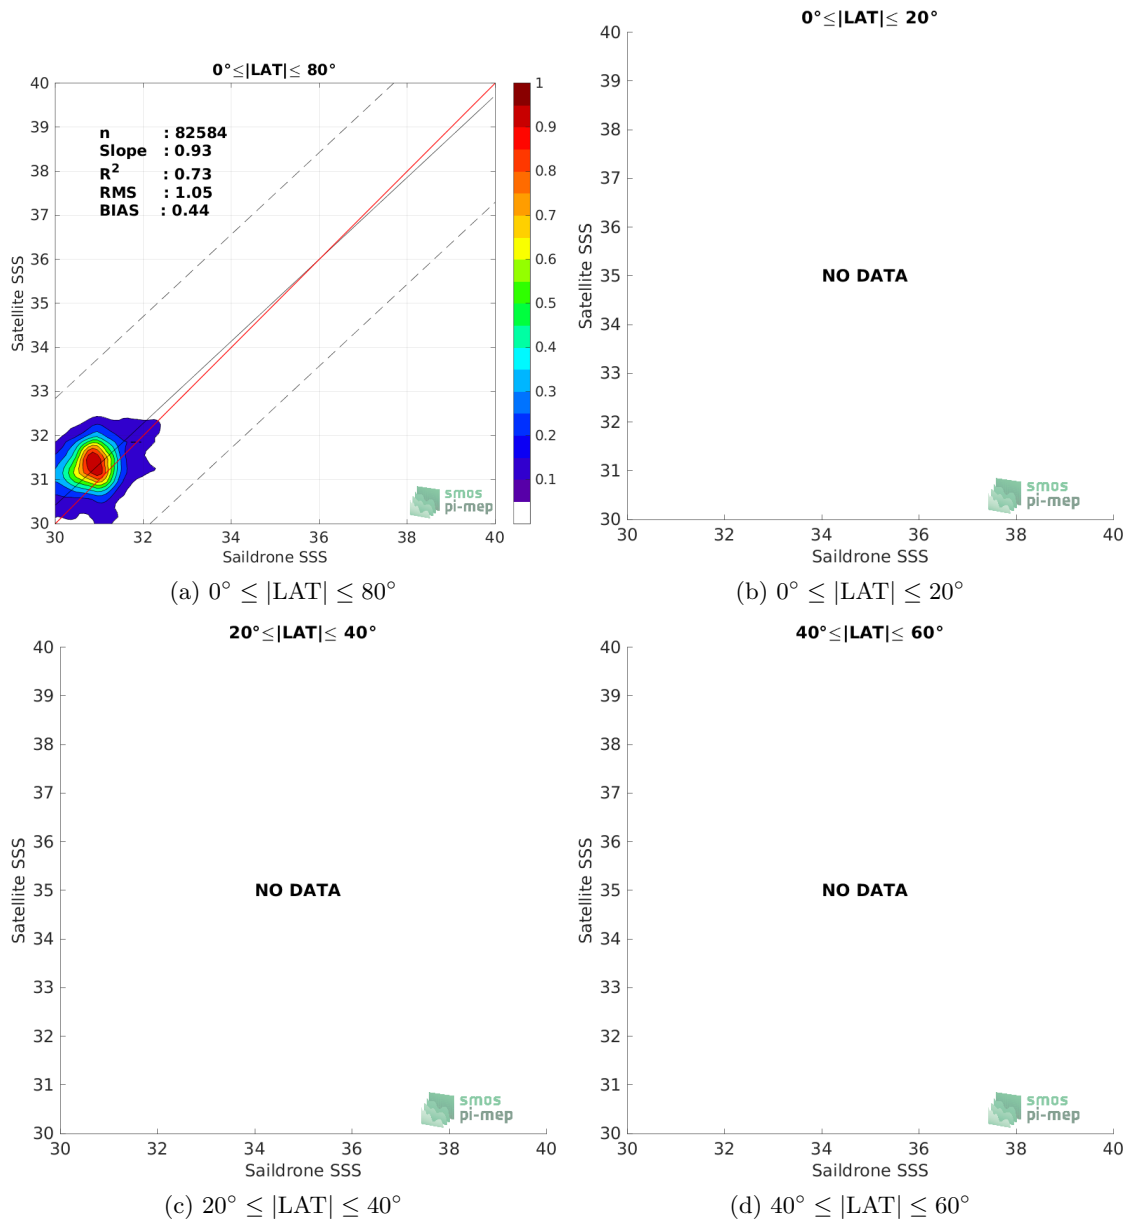 0°≤|LAT|≤ 80°
40
39
38
37
36
35
34
33
32
31
30
Satellite SSS
n : 82584
Slope : 0.93
R² : 0.73
RMS : 1.05
BIAS : 0.44
1
0.9
0.8
0.7
0.6
0.5
0.4
0.3
0.2
0.1
smos
pi-mep
30 32 34 36 38 40
Saildrone SSS
(a) 0° ≤ |LAT| ≤ 80°
0°≤|LAT|≤ 20°
40
39
38
37
36
35
34
33
32
31
30
Satellite SSS
NO DATA
smos
pi-mep
30 32 34 36 38 40
Saildrone SSS
(b) 0° ≤ |LAT| ≤ 20°
20°≤|LAT|≤ 40°
40
39
38
37
36
35
34
33
32
31
30
Satellite SSS
NO DATA
smos
pi-mep
30 32 34 36 38 40
Saildrone SSS
(c) 20° ≤ |LAT| ≤ 40°
40°≤|LAT|≤ 60°
40
39
38
37
36
35
34
33
32
31
30
Satellite SSS
NO DATA
smos
pi-mep
30 32 34 36 38 40
Saildrone SSS
(d) 40° ≤ |LAT| ≤ 60°